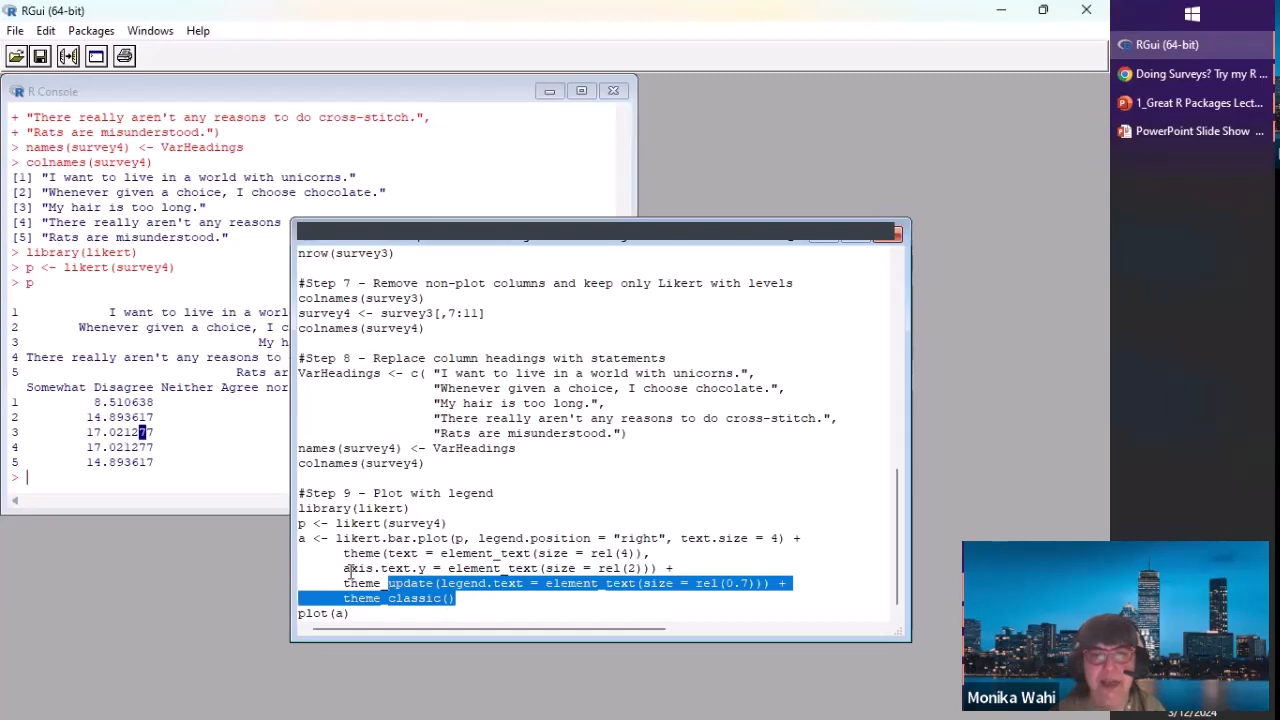 RGui (64-bit)
File Edit Packages Windows Help
R Console
+ "There really aren't any reasons to do cross-stitch.",
+ "Rats are misunderstood.")
> names(survey4) <- VarHeadings
> colnames(survey4)
[1] "I want to live in a world with unicorns."
[2] "Whenever given a choice, I choose chocolate."
[3] "My hair is too long."
[4] "There really aren't any reasons
[5] "Rats are misunderstood."
> library(likert)
> p <- likert(survey4)
> p
1 I want to live in a
2 Whenever given a choice, I
3 My
4 There really aren't any reasons to
5 Rats
Somewhat Disagree Neither Agree nor
1 8.510638
2 14.893617
3 17.021277
4 17.021277
5 14.893617
>
nrow(survey3)
#Step 7 - Remove non-plot columns and keep only Likert with levels
colnames(survey3)
survey4 <- survey3[,7:11]
colnames(survey4)
#Step 8 - Replace column headings with statements
VarHeadings <- c( "I want to live in a world with unicorns.",
"Whenever given a choice, I choose chocolate.",
"My hair is too long.",
"There really aren't any reasons to do cross-stitch.",
"Rats are misunderstood.")
names(survey4) <- VarHeadings
colnames(survey4)
#Step 9 - Plot with legend
library(likert)
p <- likert(survey4)
a <- likert.bar.plot(p, legend.position = "right", text.size = 4) +
theme(text = element_text(size = rel(4)),
axis.text.y = element_text(size = rel(2))) +
theme_update(legend.text = element_text(size = rel(0.7))) +
theme_classic()
plot(a)
RGui (64-bit)
Doing Surveys? Try my R ...
1_Great R Packages Lect...
PowerPoint Slide Show ...
Monika Wahi
3/12/2024